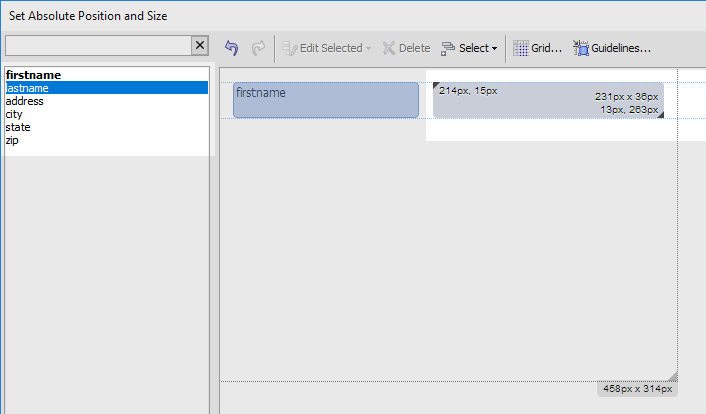 Set Absolute Position and Size
Edit Selected Delete Select Grid... Guidelines...
firstname
lastname
address
city
state
zip
firstname
214px, 15px
231px x 36px
13px, 263px
458px x 314px